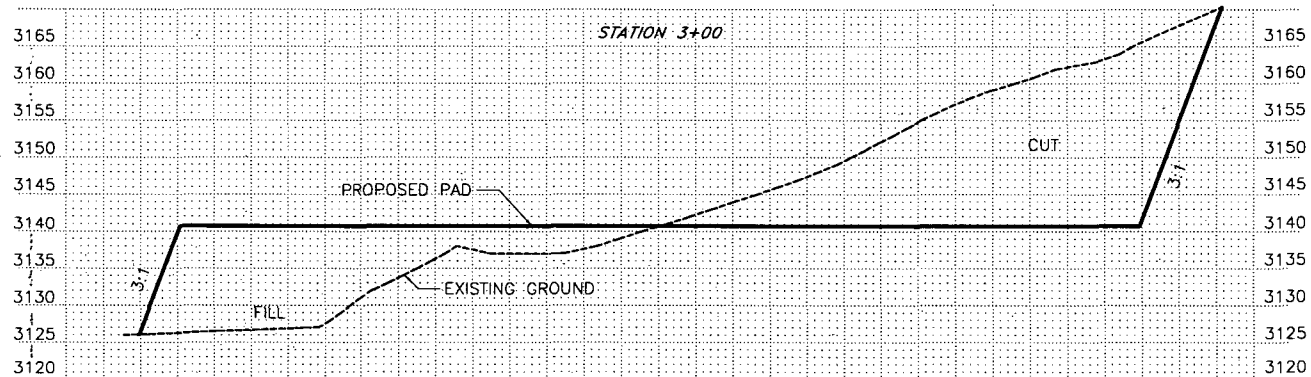 STATION 3+00
3165 3165
3160 3160
3155 3155
CUT
3150 3150
3:1
3145 PROPOSED PAD 3145
3140 3140
3135 3135
3:1
EXISTING GROUND
3130 FILL 3130
3125 3125
3120 3120